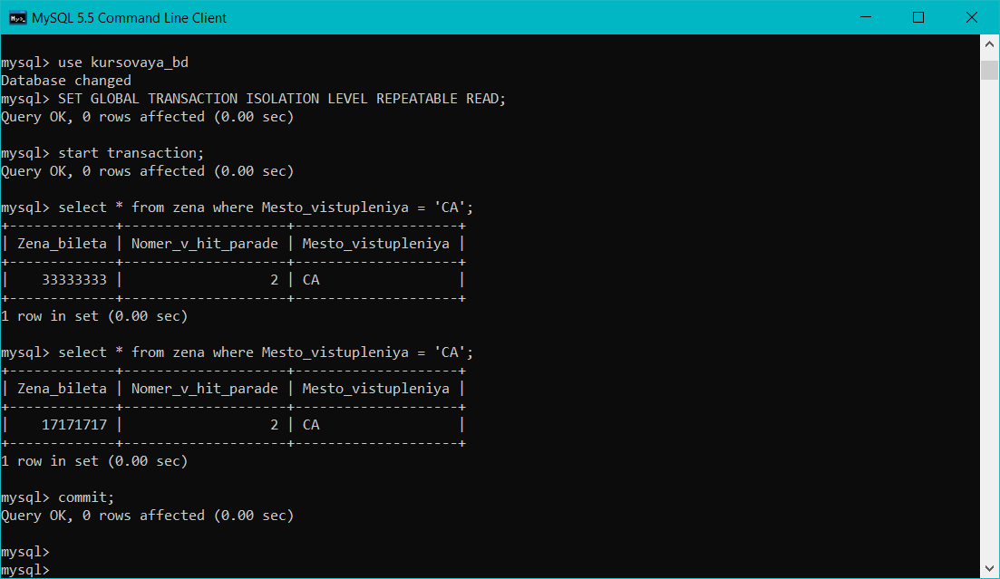 MySQL 5.5 Command Line Client
mysql> use kursovaya_bd
Database changed
mysql> SET GLOBAL TRANSACTION ISOLATION LEVEL REPEATABLE READ;
Query OK, 0 rows affected (0.00 sec)
mysql> start transaction;
Query OK, 0 rows affected (0.00 sec)
mysql> select * from zena where Mesto_vistupleniya = 'CA';
+-------------+--------------------+--------------------+
| Zena_bileta | Nomer_v_hit_parade | Mesto_vistupleniya |
+-------------+--------------------+--------------------+
|    33333333 |                  2 | CA                 |
+-------------+--------------------+--------------------+
1 row in set (0.00 sec)
mysql> select * from zena where Mesto_vistupleniya = 'CA';
+-------------+--------------------+--------------------+
| Zena_bileta | Nomer_v_hit_parade | Mesto_vistupleniya |
+-------------+--------------------+--------------------+
|    17171717 |                  2 | CA                 |
+-------------+--------------------+--------------------+
1 row in set (0.00 sec)
mysql> commit;
Query OK, 0 rows affected (0.00 sec)
mysql>
mysql>